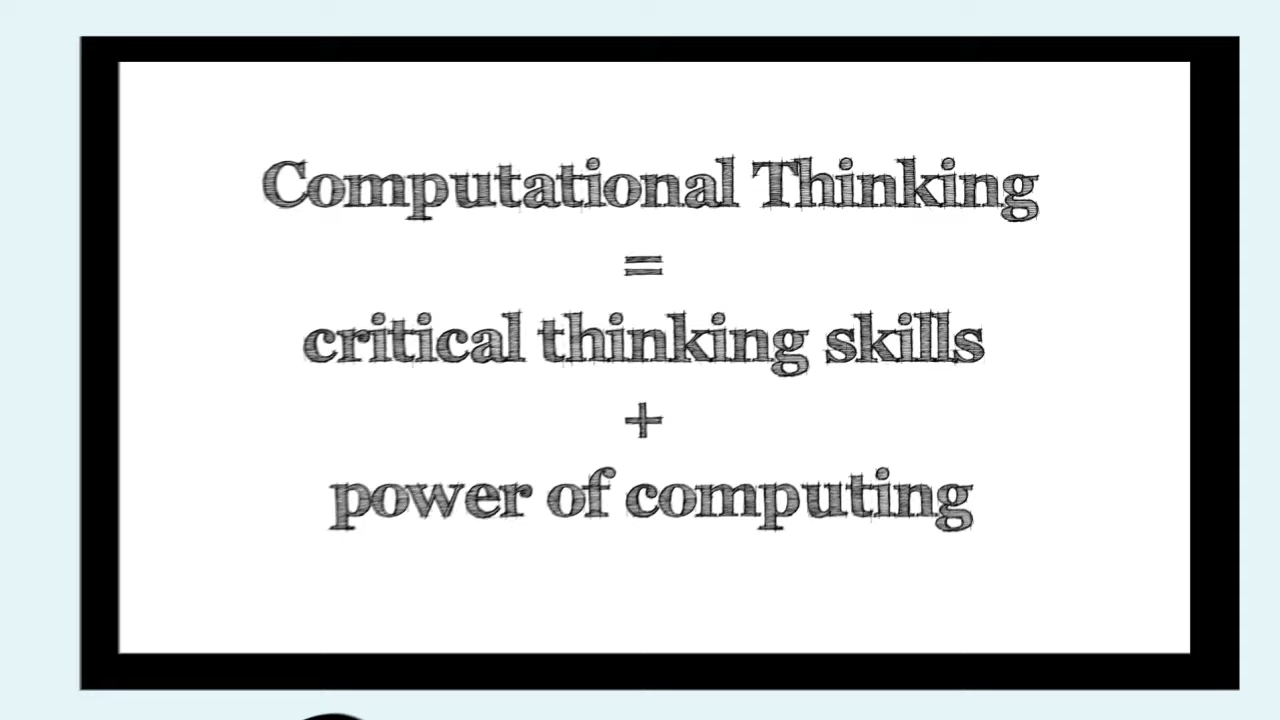 Computational Thinking
=
critical thinking skills
+
power of computing